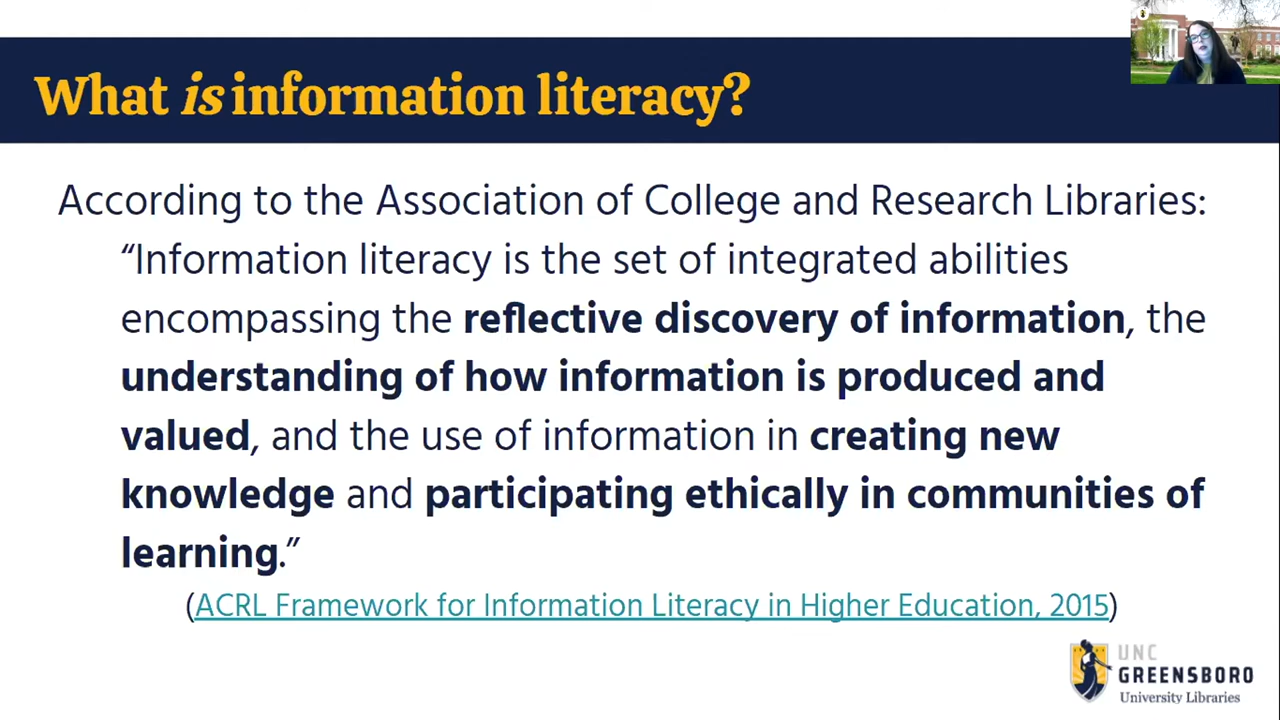 What is information literacy?
According to the Association of College and Research Libraries:
“Information literacy is the set of integrated abilities
encompassing the reflective discovery of information, the
understanding of how information is produced and
valued, and the use of information in creating new
knowledge and participating ethically in communities of
learning.”
(ACRL Framework for Information Literacy in Higher Education, 2015)
UNC
GREENSBORO
University Libraries